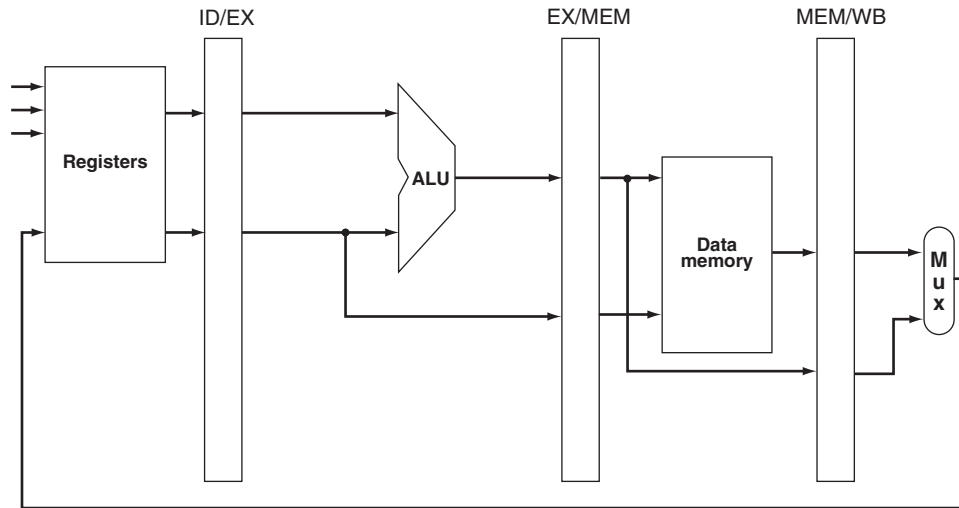 ID/EX
EX/MEM
MEM/WB
Registers
ALU
Data
memory
M
u
x